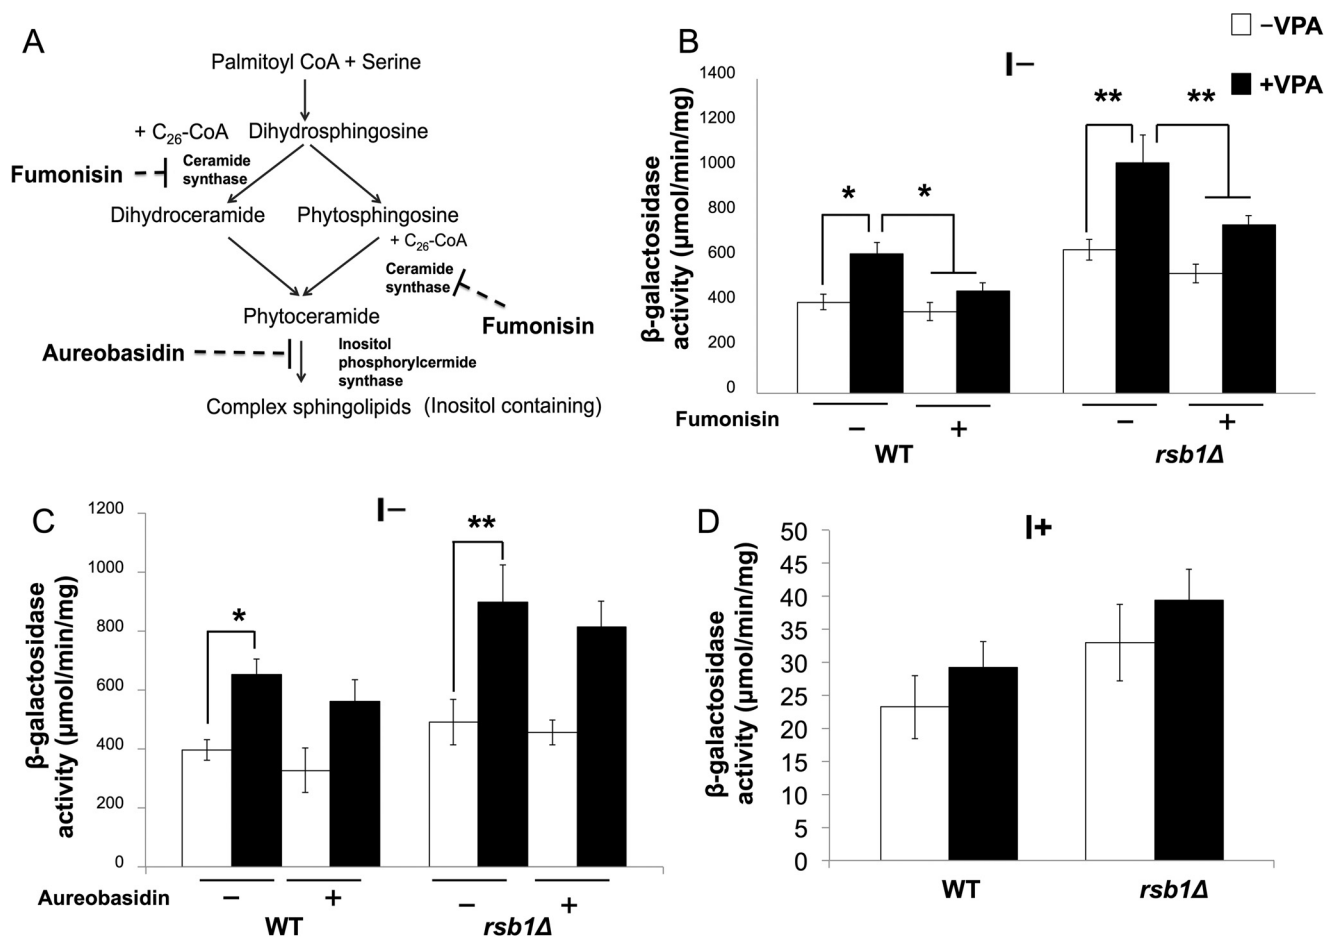 A
Palmitoyl CoA + Serine
+ C26-CoA Dihydrosphingosine
Fumonisin
Ceramide
synthase
Dihydroceramide Phytosphingosine
+ C26-CoA
Ceramide
synthase
Fumonisin
Phytoceramide
Aureobasidin
Inositol
phosphorylcermide
synthase
Complex sphingolipids (Inositol containing)
B
I−
−VPA
+VPA
β-galactosidase
activity (μmol/min/mg)
1400
1200
1000
800
600
400
200
0
* * ** **
Fumonisin − + − +
WT rsb1Δ
C
I−
β-galactosidase
activity (μmol/min/mg)
1200
1000
800
600
400
200
0
* **
Aureobasidin − + − +
WT rsb1Δ
D
I+
β-galactosidase
activity (μmol/min/mg)
50
45
40
35
30
25
20
15
10
5
0
WT rsb1Δ